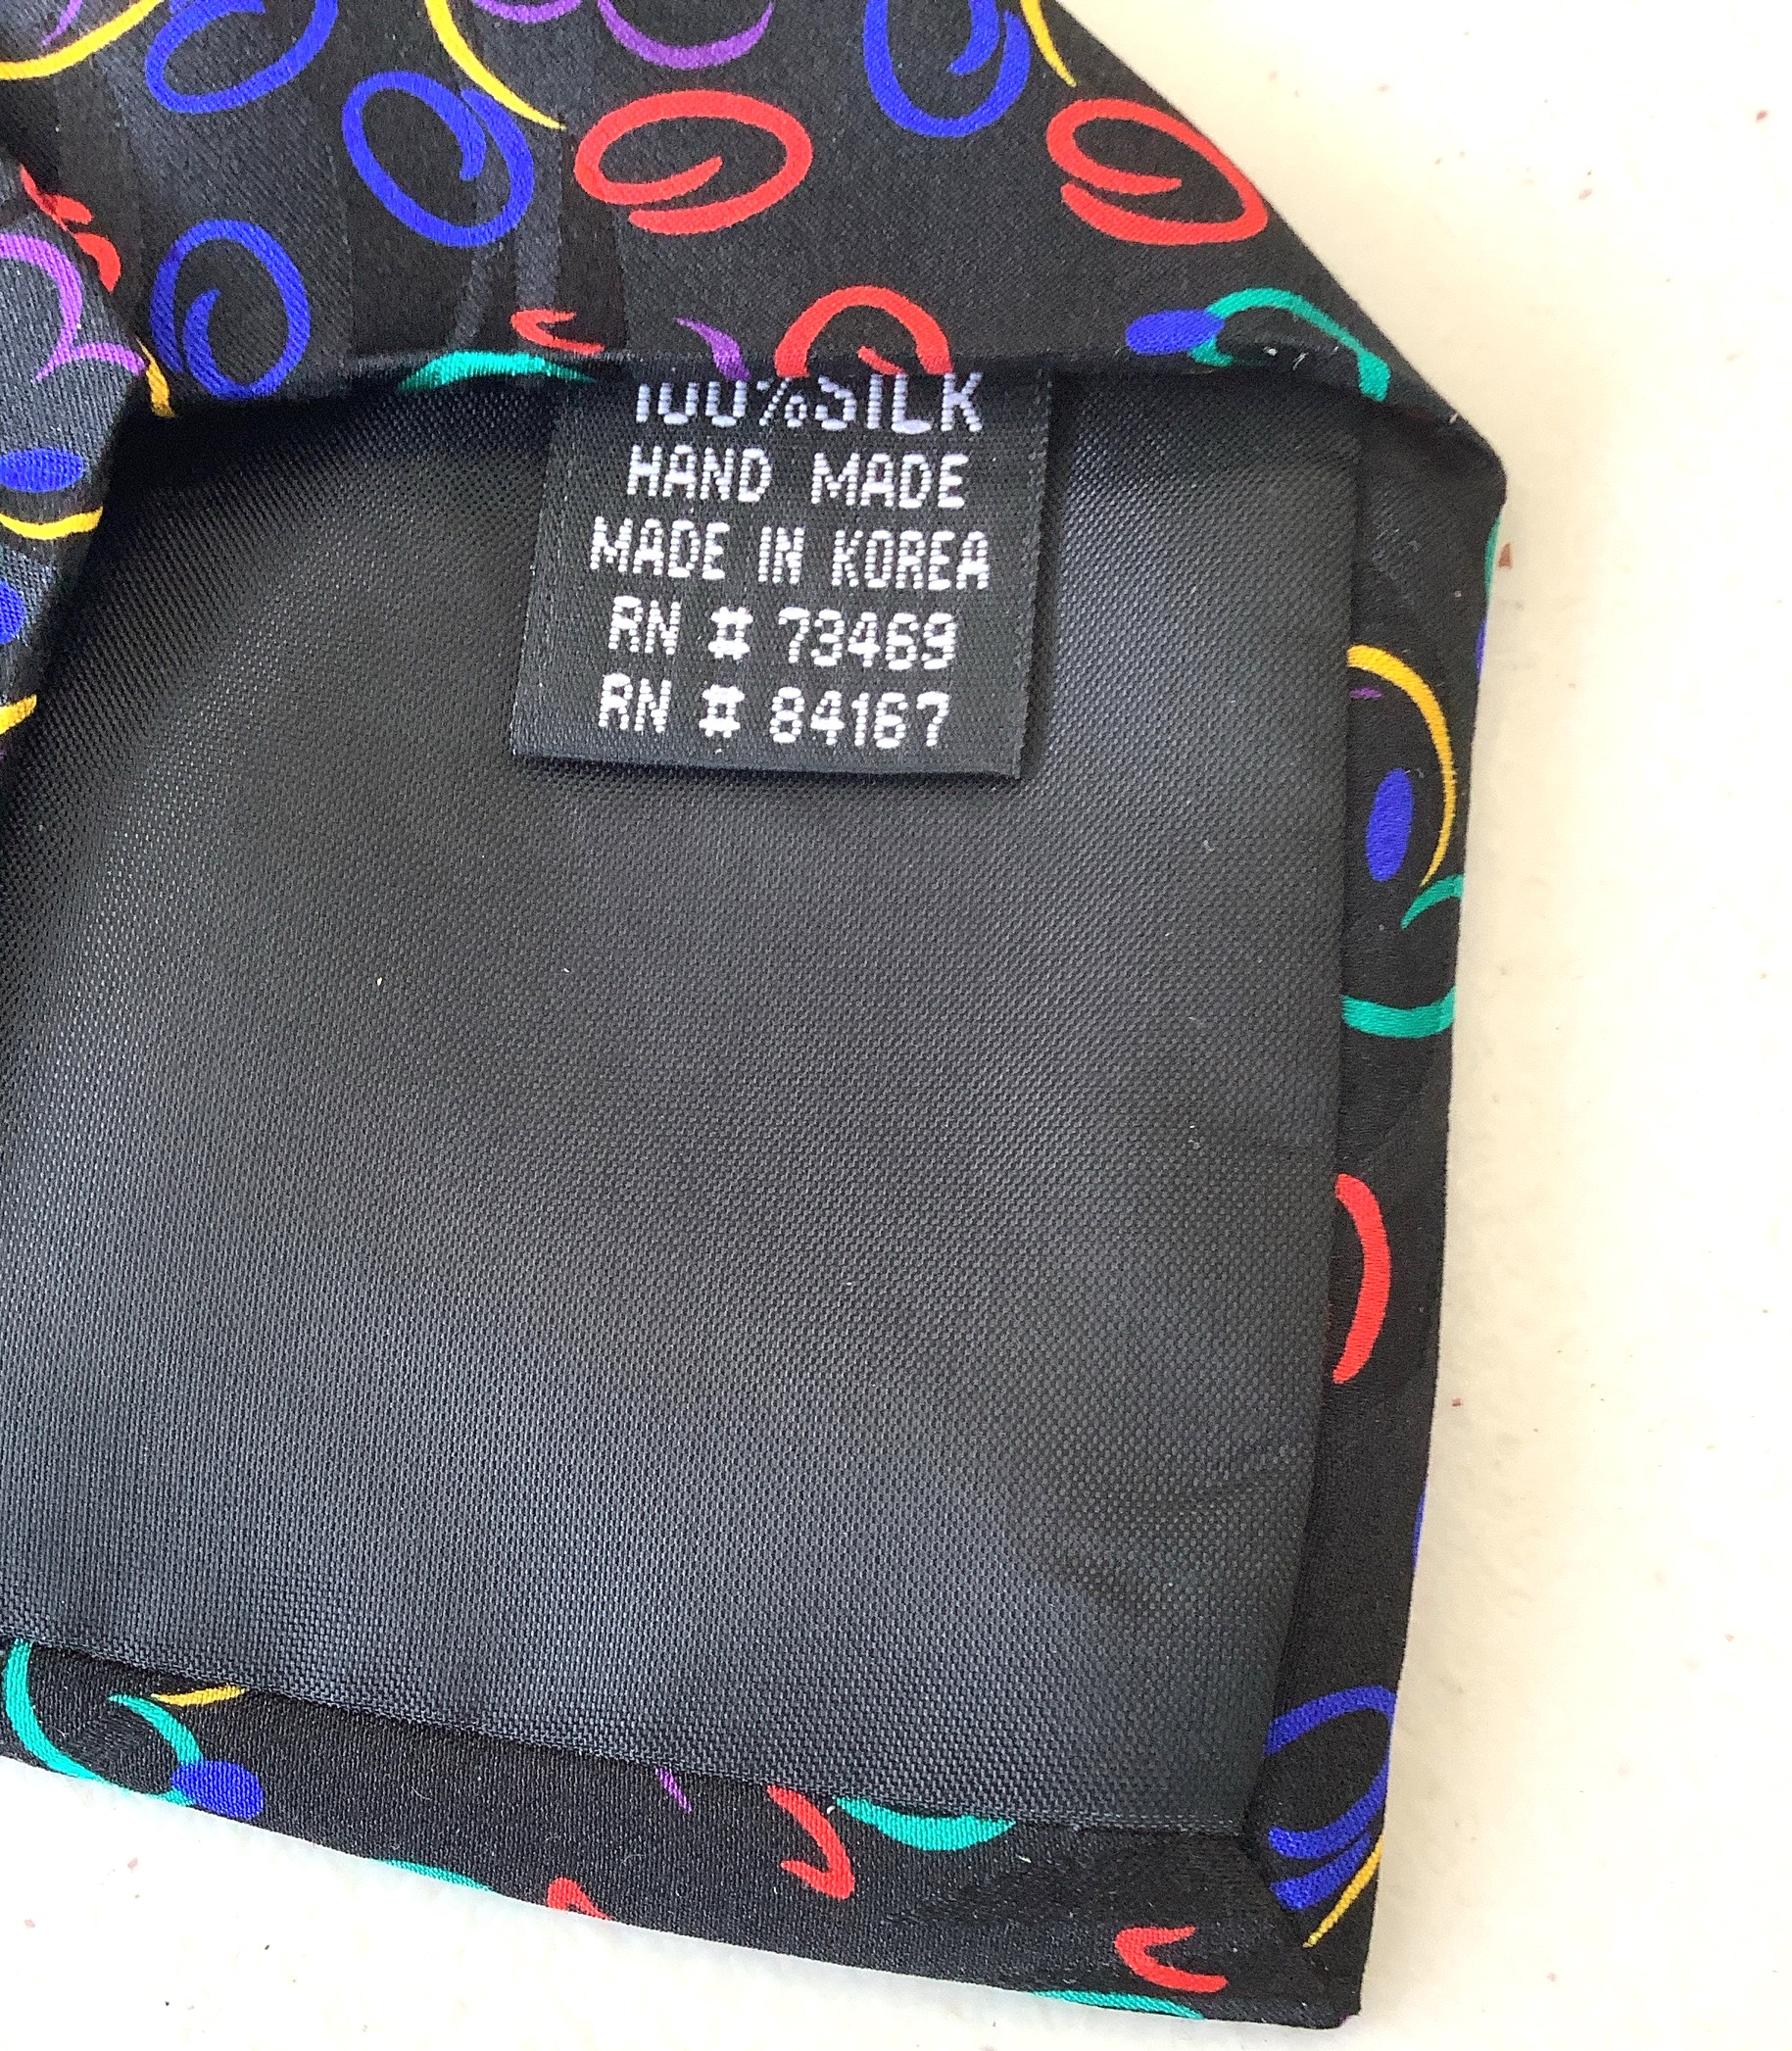 100% SILK
HAND MADE
MADE IN KOREA
RN # 73469
RN # 84167